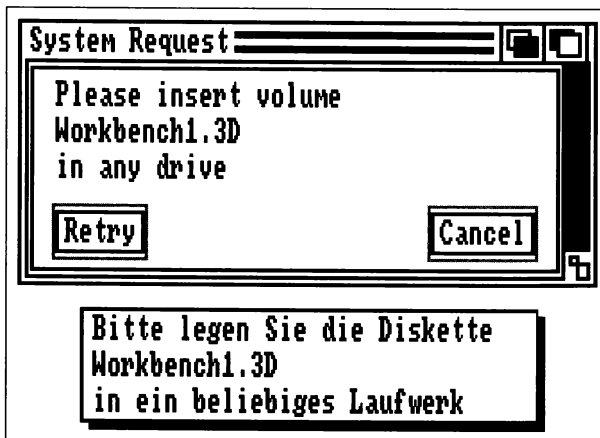 System Request
Please insert volume
Workbench1.3D
in any drive
Retry Cancel
Bitte legen Sie die Diskette
Workbench1.3D
in ein beliebiges Laufwerk